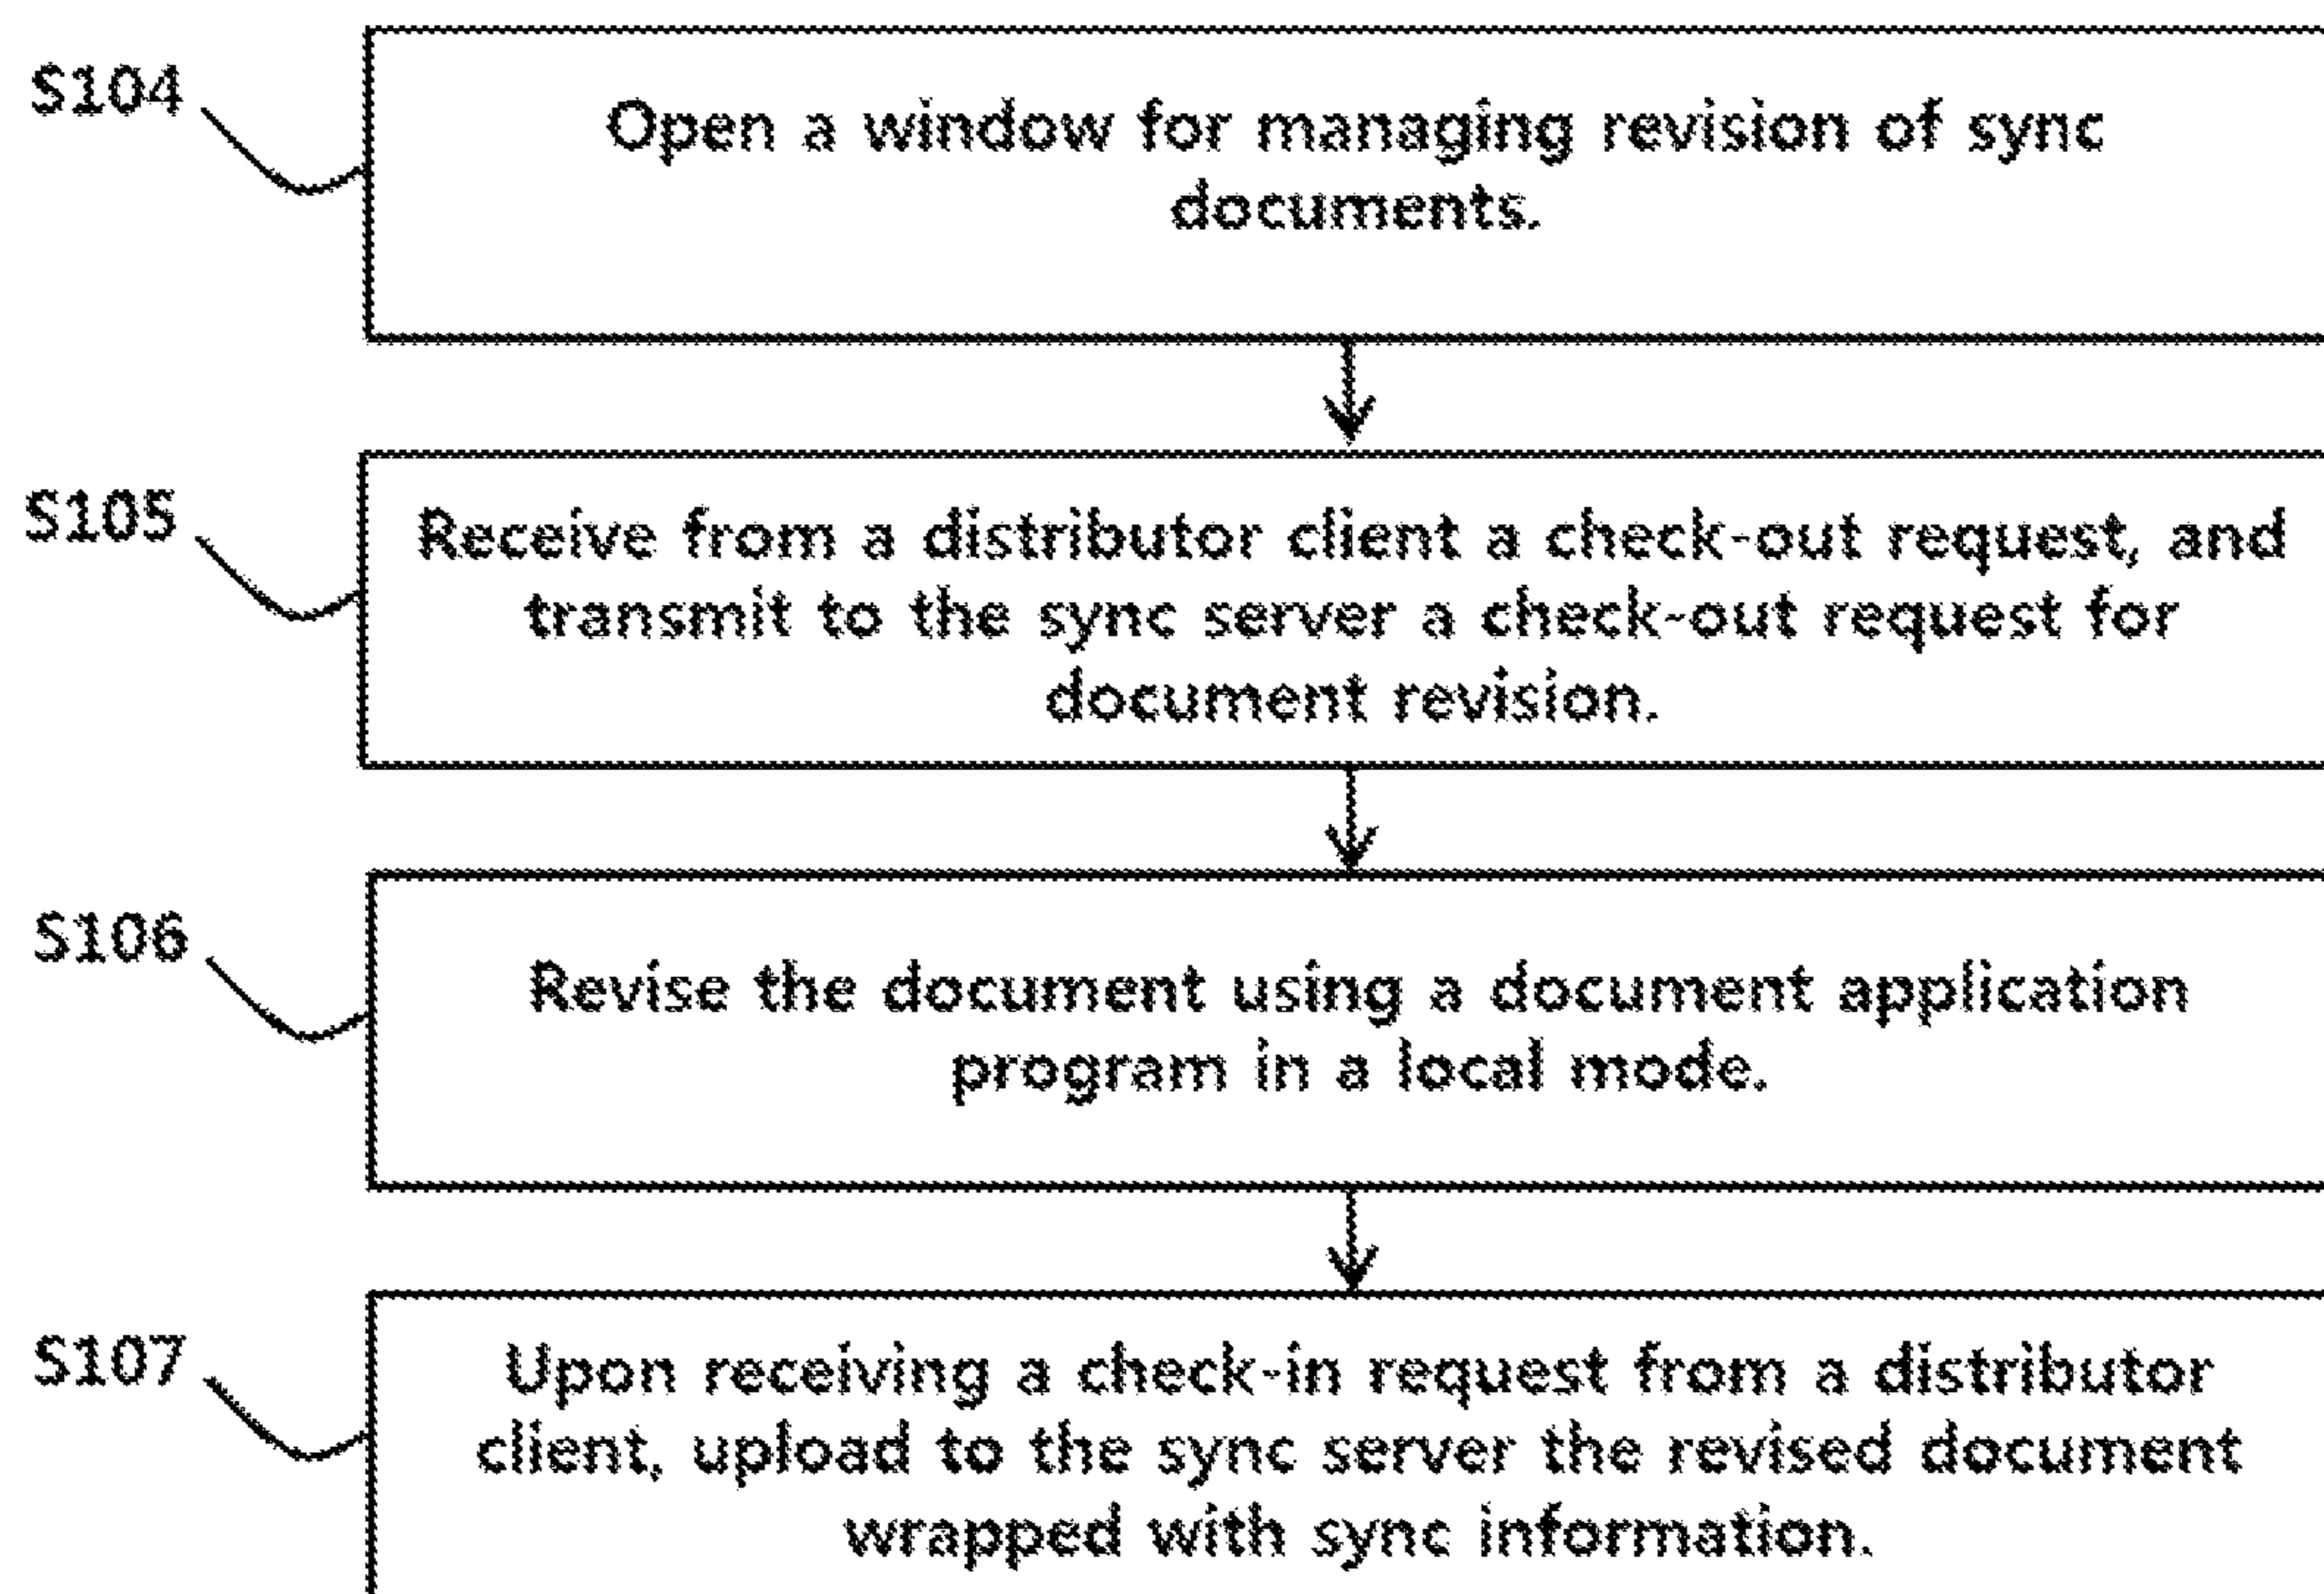 S104
Open a window for managing revision of sync
documents.
S105
Receive from a distributor client a check-out request, and
transmit to the sync server a check-out request for
document revision.
S106
Revise the document using a document application
program in a local mode.
S107
Upon receiving a check-in request from a distributor
client, upload to the sync server the revised document
wrapped with sync information.